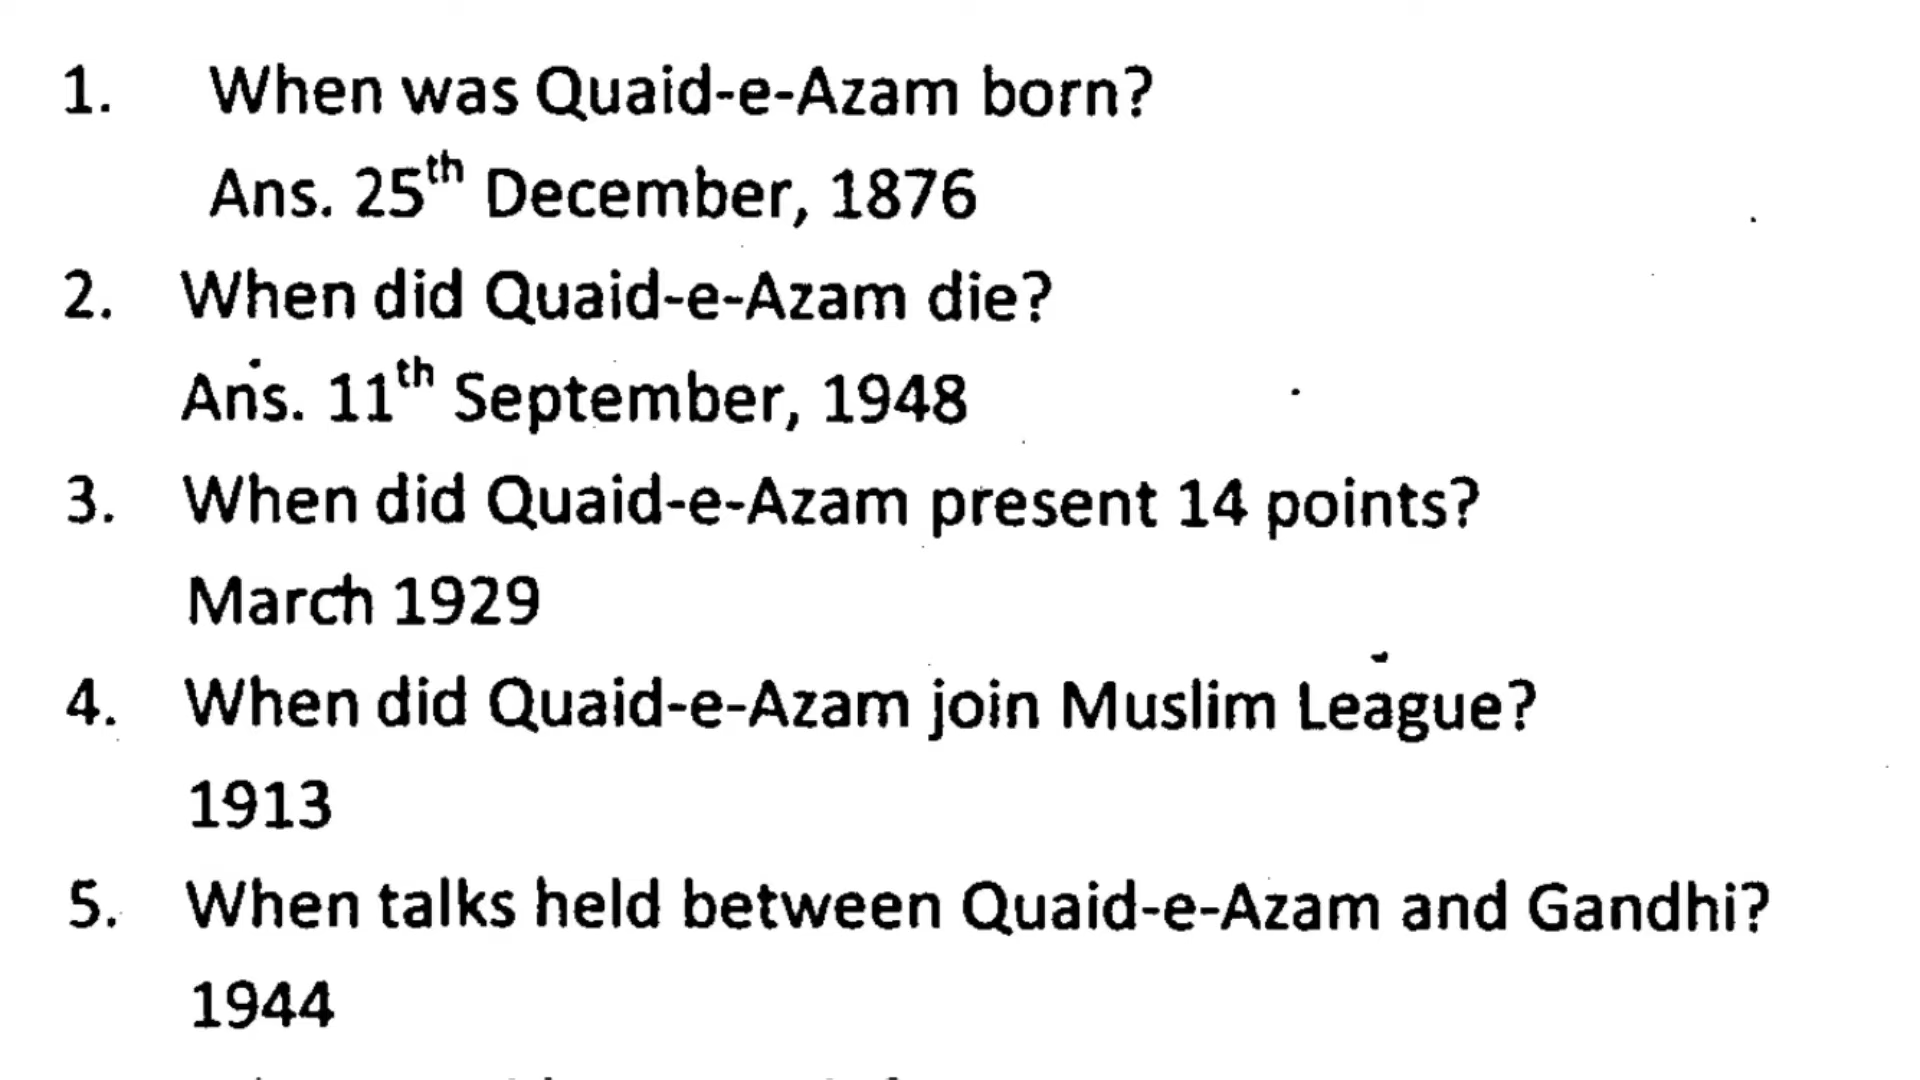 1. When was Quaid-e-Azam born?
Ans. 25th December, 1876
2. When did Quaid-e-Azam die?
Ans. 11th September, 1948
3. When did Quaid-e-Azam present 14 points?
March 1929
4. When did Quaid-e-Azam join Muslim League?
1913
5. When talks held between Quaid-e-Azam and Gandhi?
1944